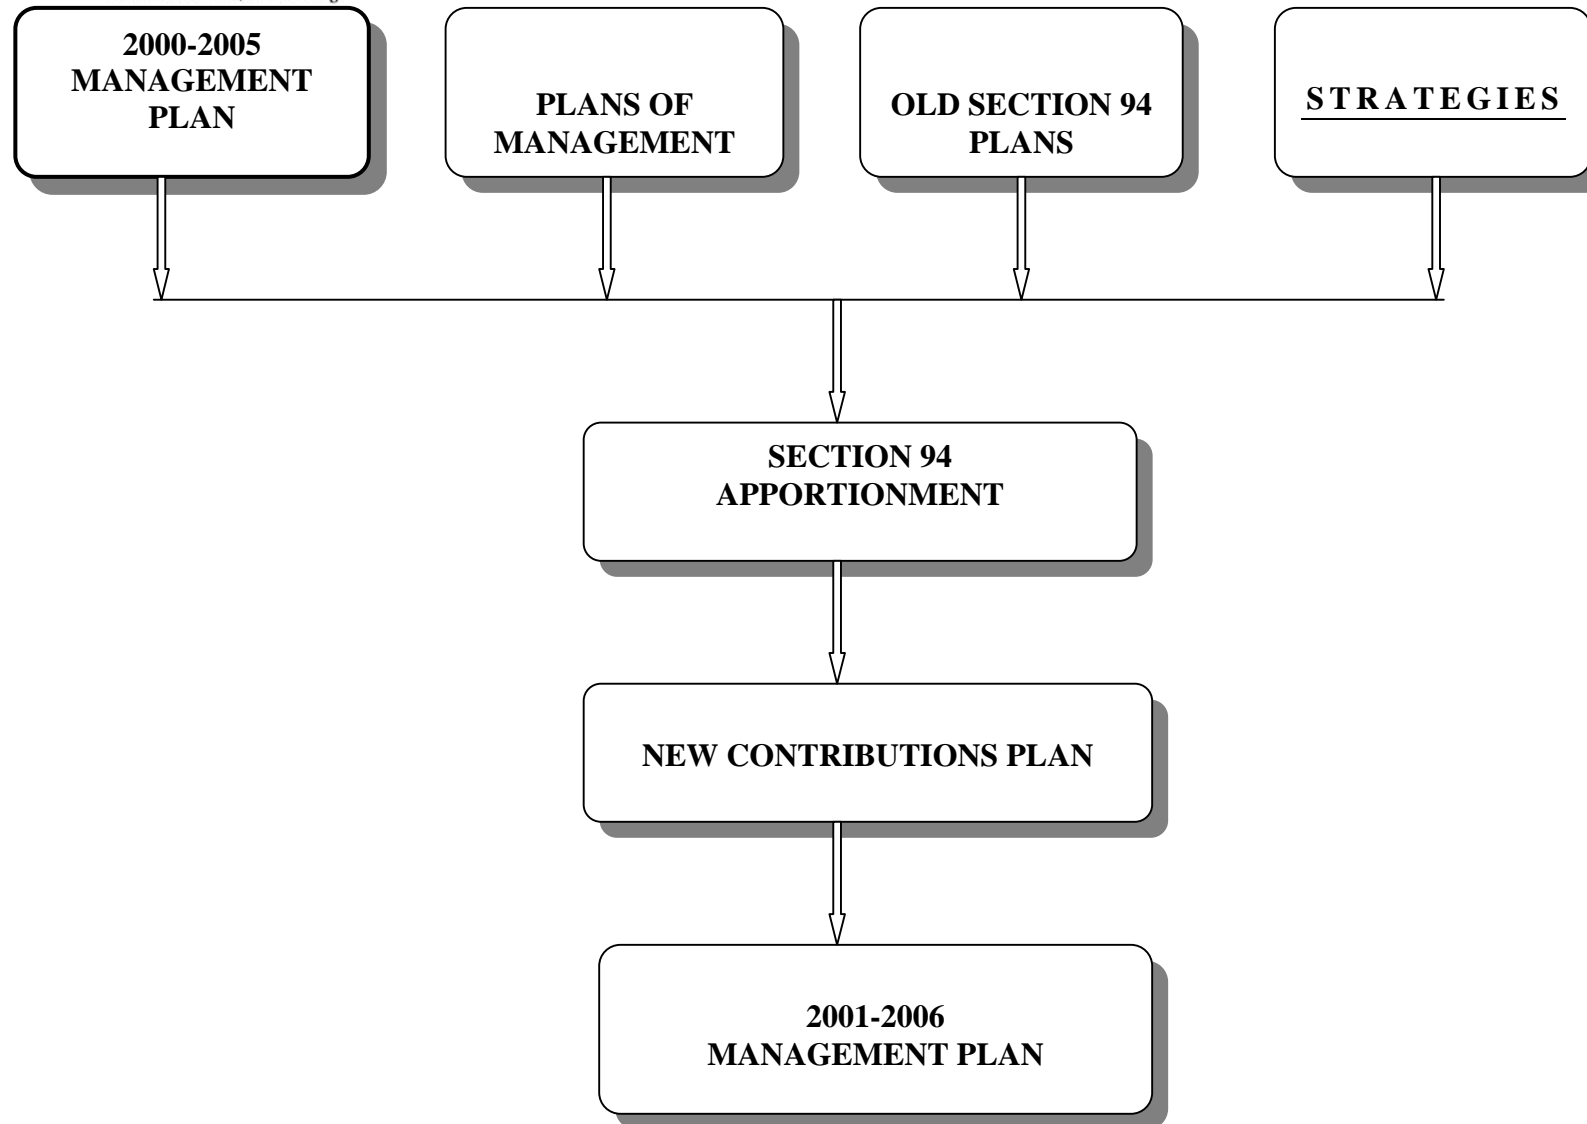 2000-2005
MANAGEMENT
PLAN
PLANS OF
MANAGEMENT
OLD SECTION 94
PLANS
STRATEGIES
SECTION 94
APPORTIONMENT
NEW CONTRIBUTIONS PLAN
2001-2006
MANAGEMENT PLAN